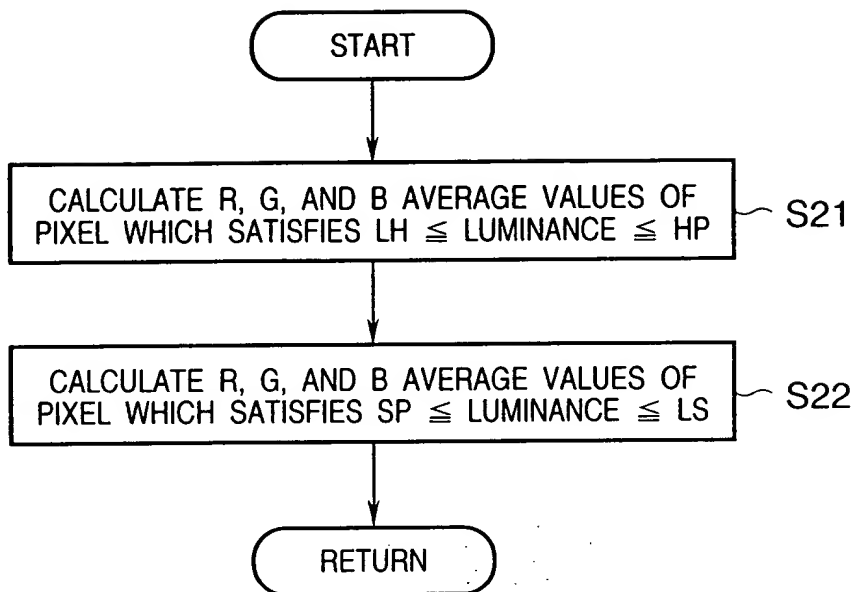 START
CALCULATE R, G, AND B AVERAGE VALUES OF
PIXEL WHICH SATISFIES LH ≦ LUMINANCE ≦ HP
S21
CALCULATE R, G, AND B AVERAGE VALUES OF
PIXEL WHICH SATISFIES SP ≦ LUMINANCE ≦ LS
S22
RETURN